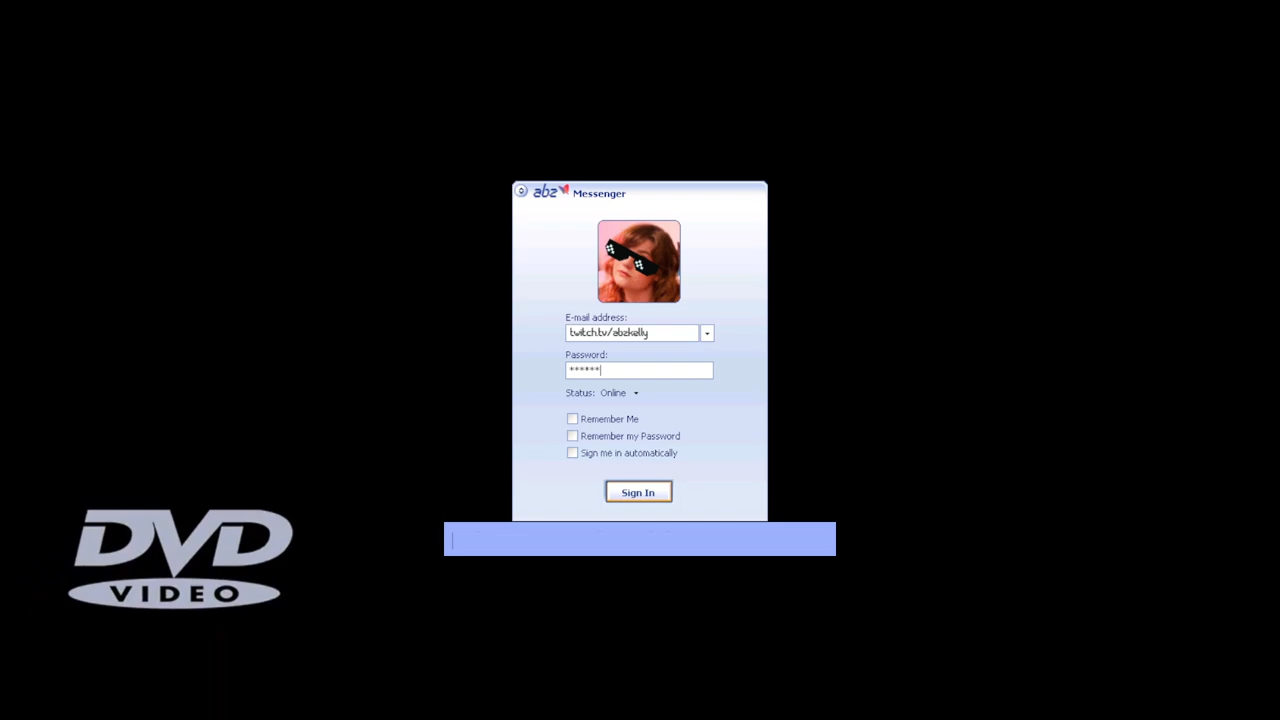 abz Messenger
E-mail address:
twitch.tv/abzkelly
Password:
******
Status: Online
Remember Me
Remember my Password
Sign me in automatically
Sign In
DVD
VIDEO